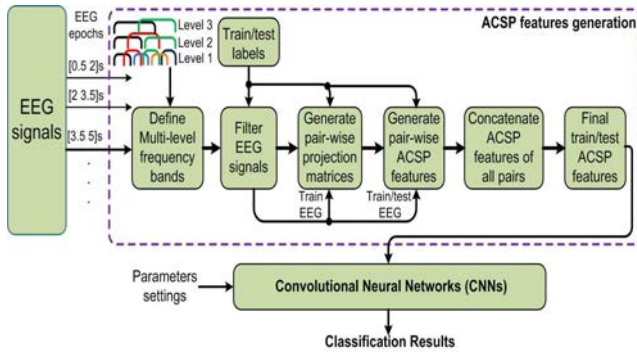 EEG
epochs
Level 3
Level 2
Level 1
Train/test
labels
ACSP features generation
[0.5 2]s
[2 3.5]s
[3.5 5]s
EEG
signals
Define
Multi-level
frequency
bands
Filter
EEG
signals
Generate
pair-wise
projection
matrices
Generate
pair-wise
ACSP
features
Concatenate
ACSP
features of
all pairs
Final
train/test
ACSP
features
Train
EEG
Train/test
EEG
Parameters
settings
Convolutional Neural Networks (CNNs)
Classification Results